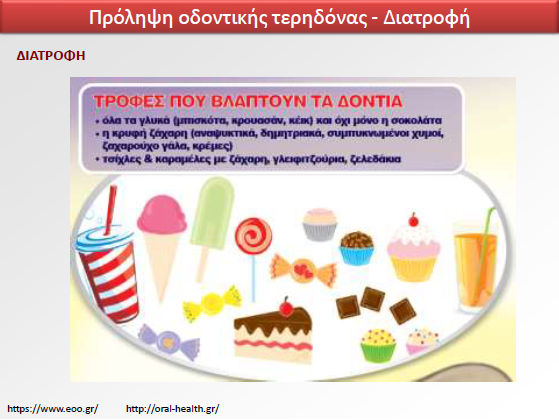 Πρόληψη οδοντικής τερηδόνας - Διατροφή
ΔΙΑΤΡΟΦΗ
ΤΡΟΦΕΣ ΠΟΥ ΒΛΑΠΤΟΥΝ ΤΑ ΔΟΝΤΙΑ
• όλα τα γλυκά (μπισκότα, κρουασάν, κέικ) και όχι μόνο η σοκολάτα
• η κρυφή ζάχαρη (αναψυκτικά, δημητριακά, συμπυκνωμένοι χυμοί,
ζαχαρούχο γάλα, κρέμες)
• τσίχλες & καραμέλες με ζάχαρη, γλειφιτζούρια, ζελεδάκια
https://www.eoo.gr/ http://oral-health.gr/